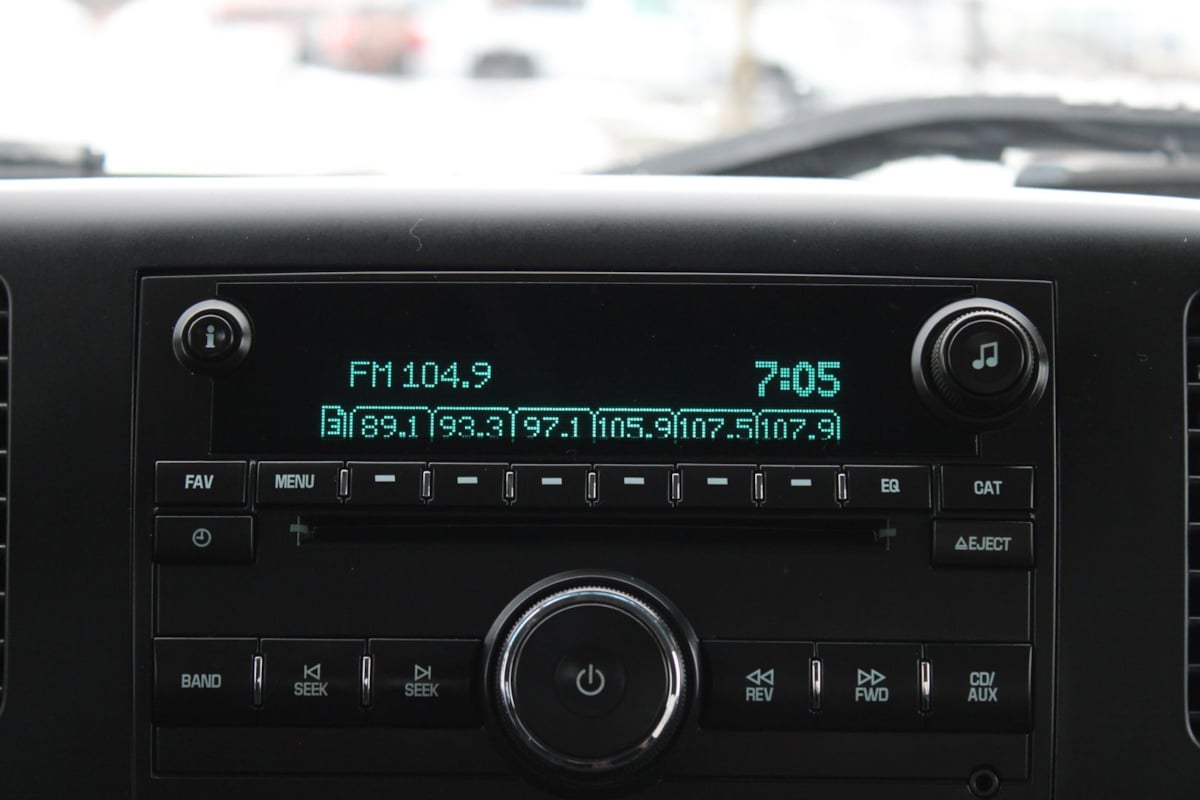 i
FM 104.9 7:05
89.1 93.3 97.1 105.9 107.5 107.9
FAV MENU EQ CAT
EJECT
BAND SEEK SEEK REV FWD CD/
AUX